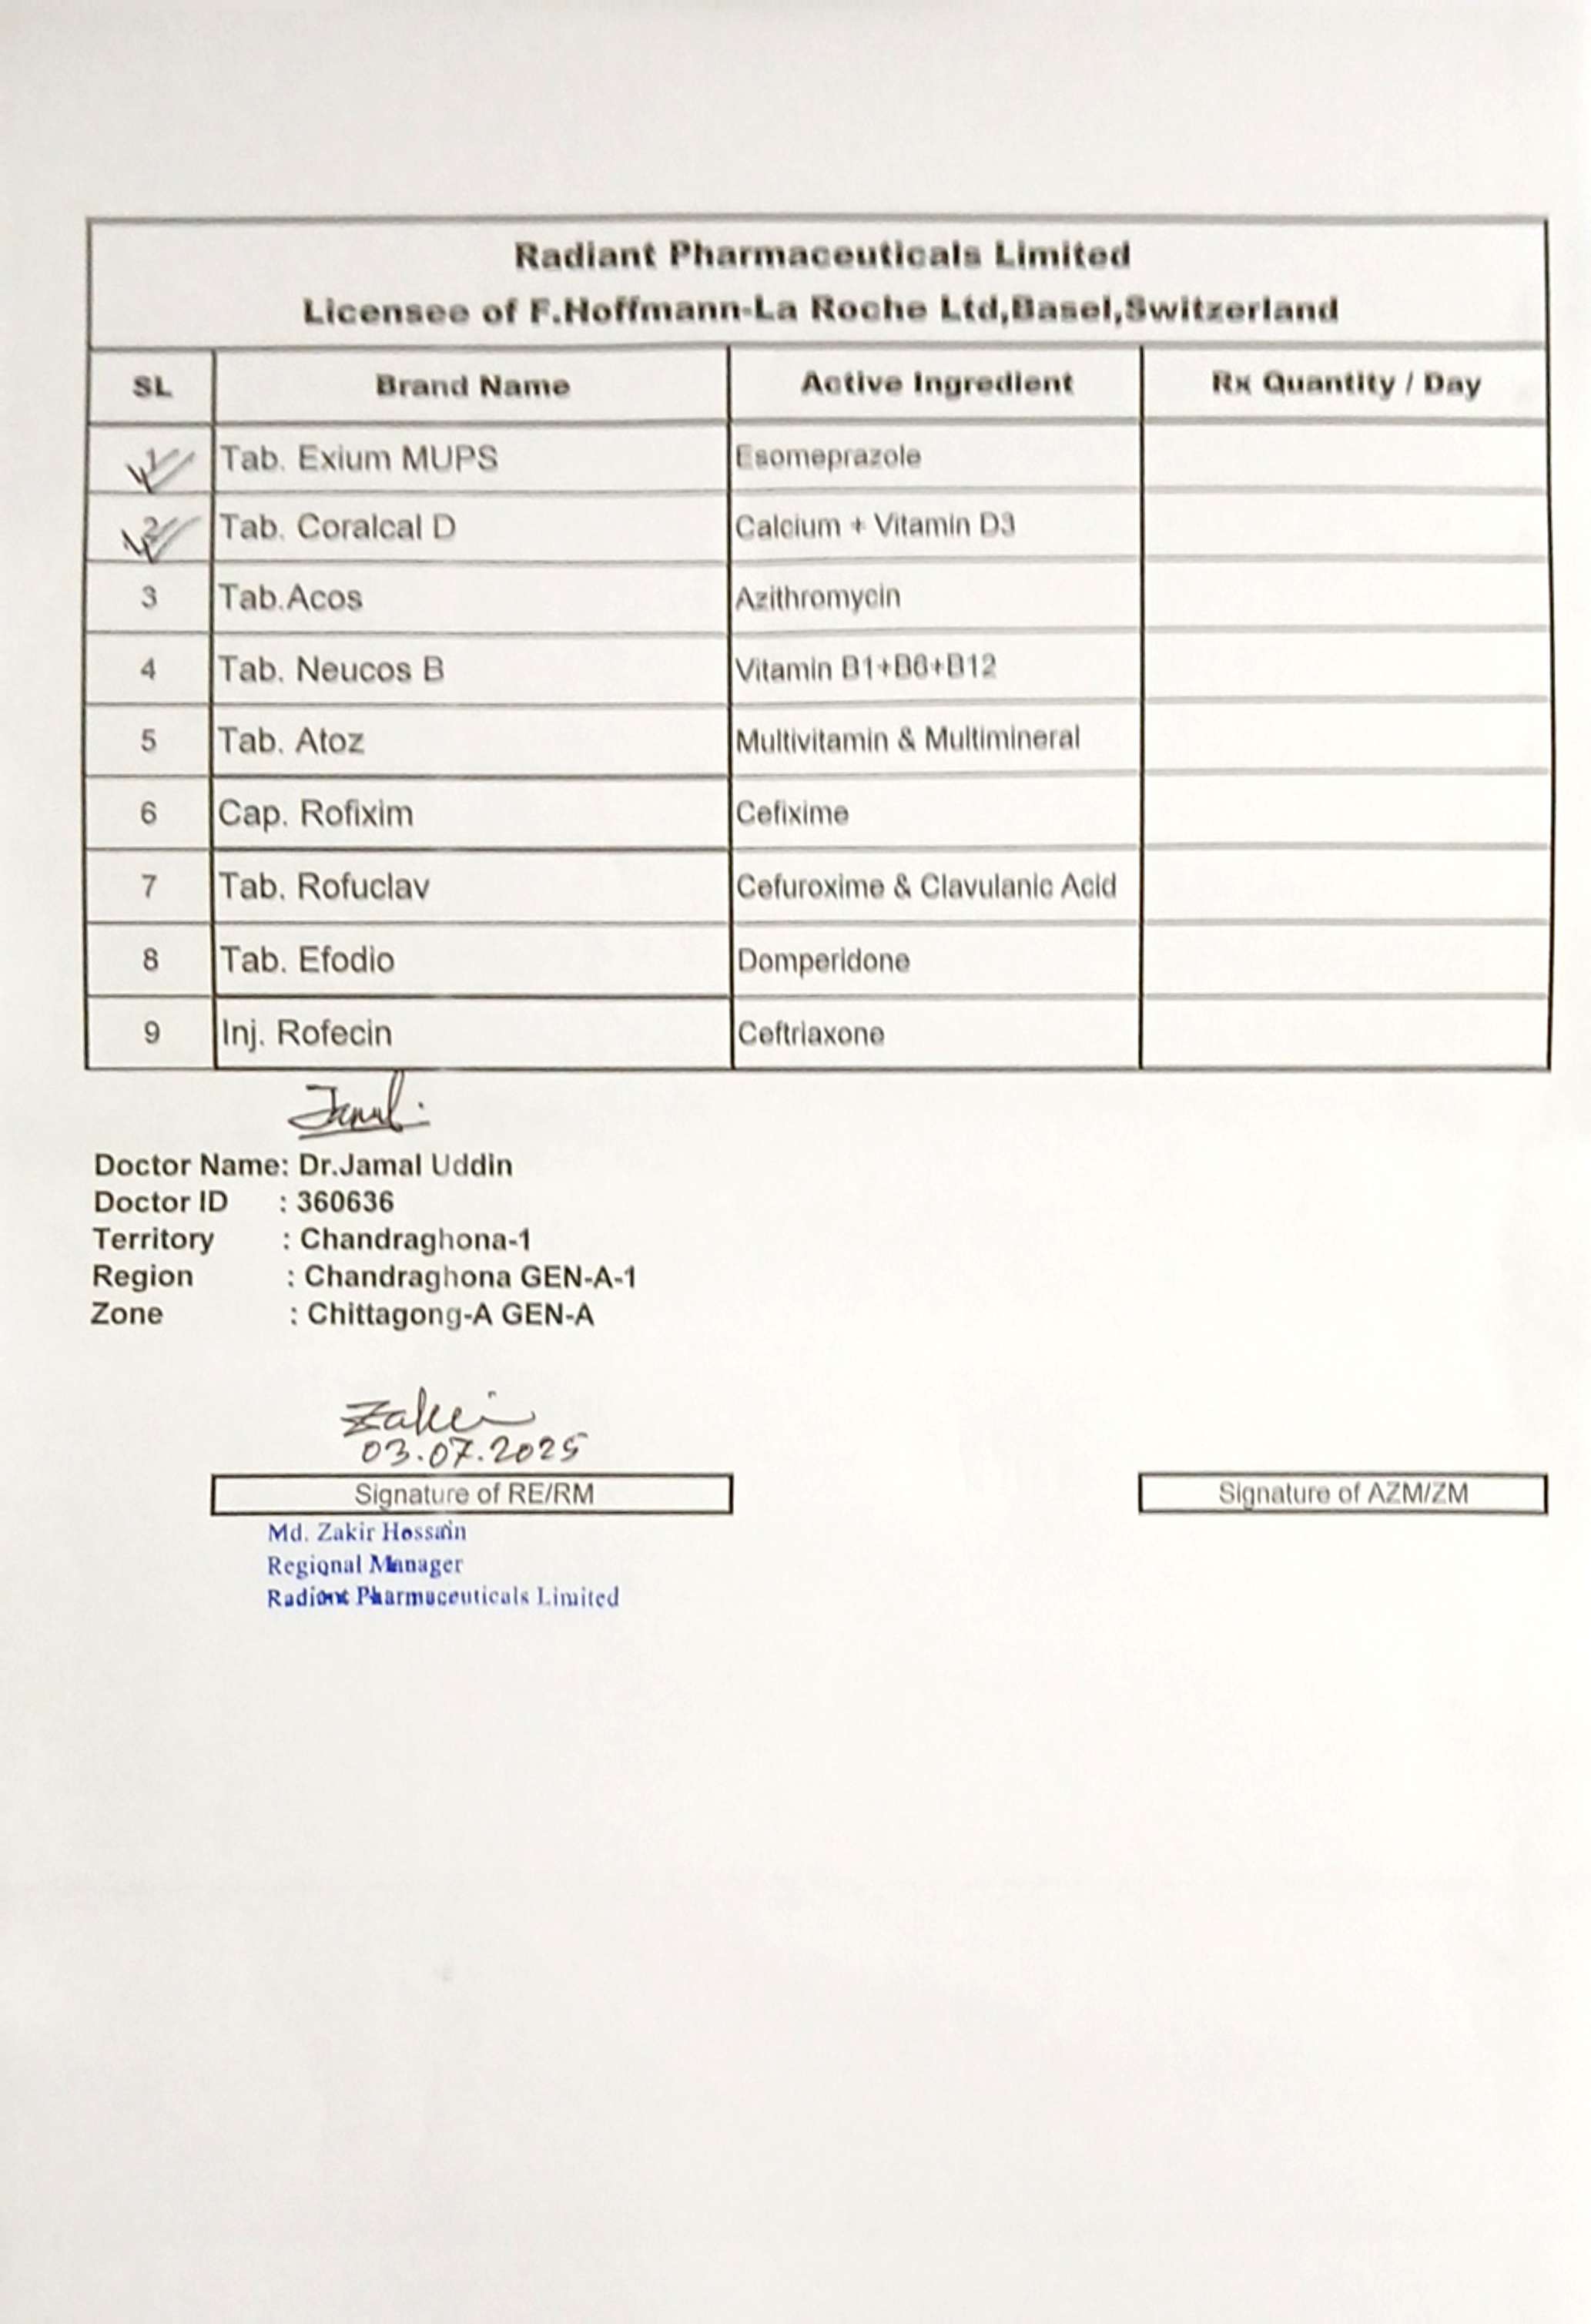 Radiant Pharmaceuticals Limited
Licensee of F.Hoffmann-La Roche Ltd,Basel,Switzerland
SL Brand Name Active Ingredient Rx Quantity / Day
1 Tab. Exium MUPS Esomeprazole
2 Tab. Coralcal D Calcium + Vitamin D3
3 Tab.Acos Azithromycin
4 Tab. Neucos B Vitamin B1+B6+B12
5 Tab. Atoz Multivitamin & Multimineral
6 Cap. Rofixim Cefixime
7 Tab. Rofuclav Cefuroxime & Clavulanic Acid
8 Tab. Efodio Domperidone
9 Inj. Rofecin Ceftriaxone
Jamal
Doctor Name: Dr.Jamal Uddin
Doctor ID : 360636
Territory : Chandraghona-1
Region : Chandraghona GEN-A-1
Zone : Chittagong-A GEN-A
Zakir
03.07.2025
Signature of RE/RM Signature of AZM/ZM
Md. Zakir Hossain
Regional Manager
Radiant Pharmaceuticals Limited